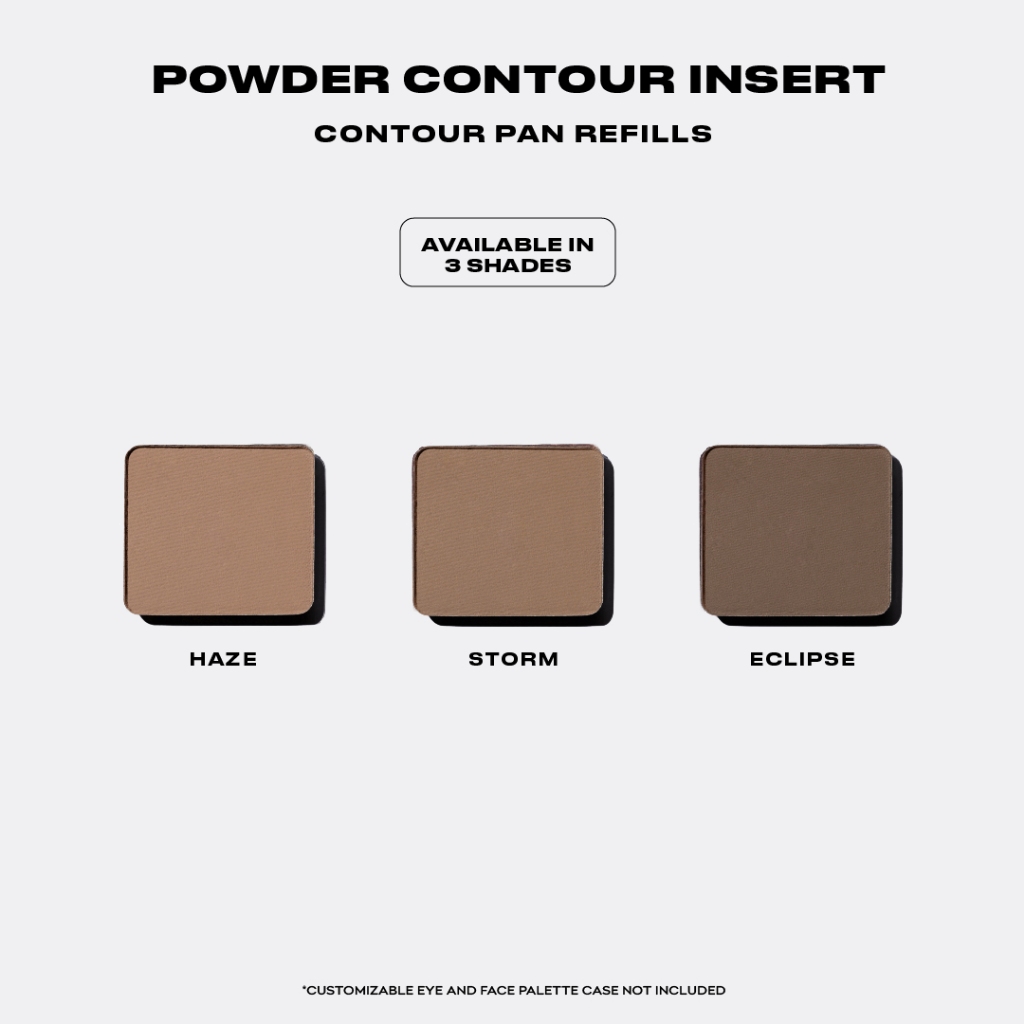 POWDER CONTOUR INSERT
CONTOUR PAN REFILLS
AVAILABLE IN
3 SHADES
HAZE
STORM
ECLIPSE
*CUSTOMIZABLE EYE AND FACE PALETTE CASE NOT INCLUDED